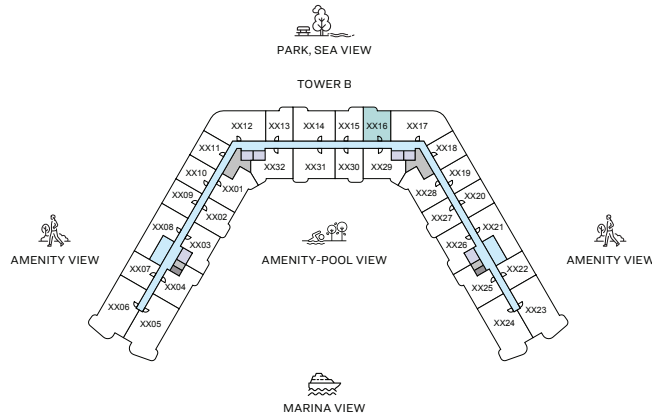 PARK, SEA VIEW
TOWER B
XX12
XX13
XX14
XX15
XX16
XX17
XX11
XX18
XX10
XX01
XX32
XX31
XX30
XX29
XX28
XX19
XX09
XX02
XX27
XX20
XX08
XX03
XX26
XX21
AMENITY VIEW
AMENITY-POOL VIEW
AMENITY VIEW
XX07
XX04
XX25
XX22
XX06
XX05
XX24
XX23
MARINA VIEW